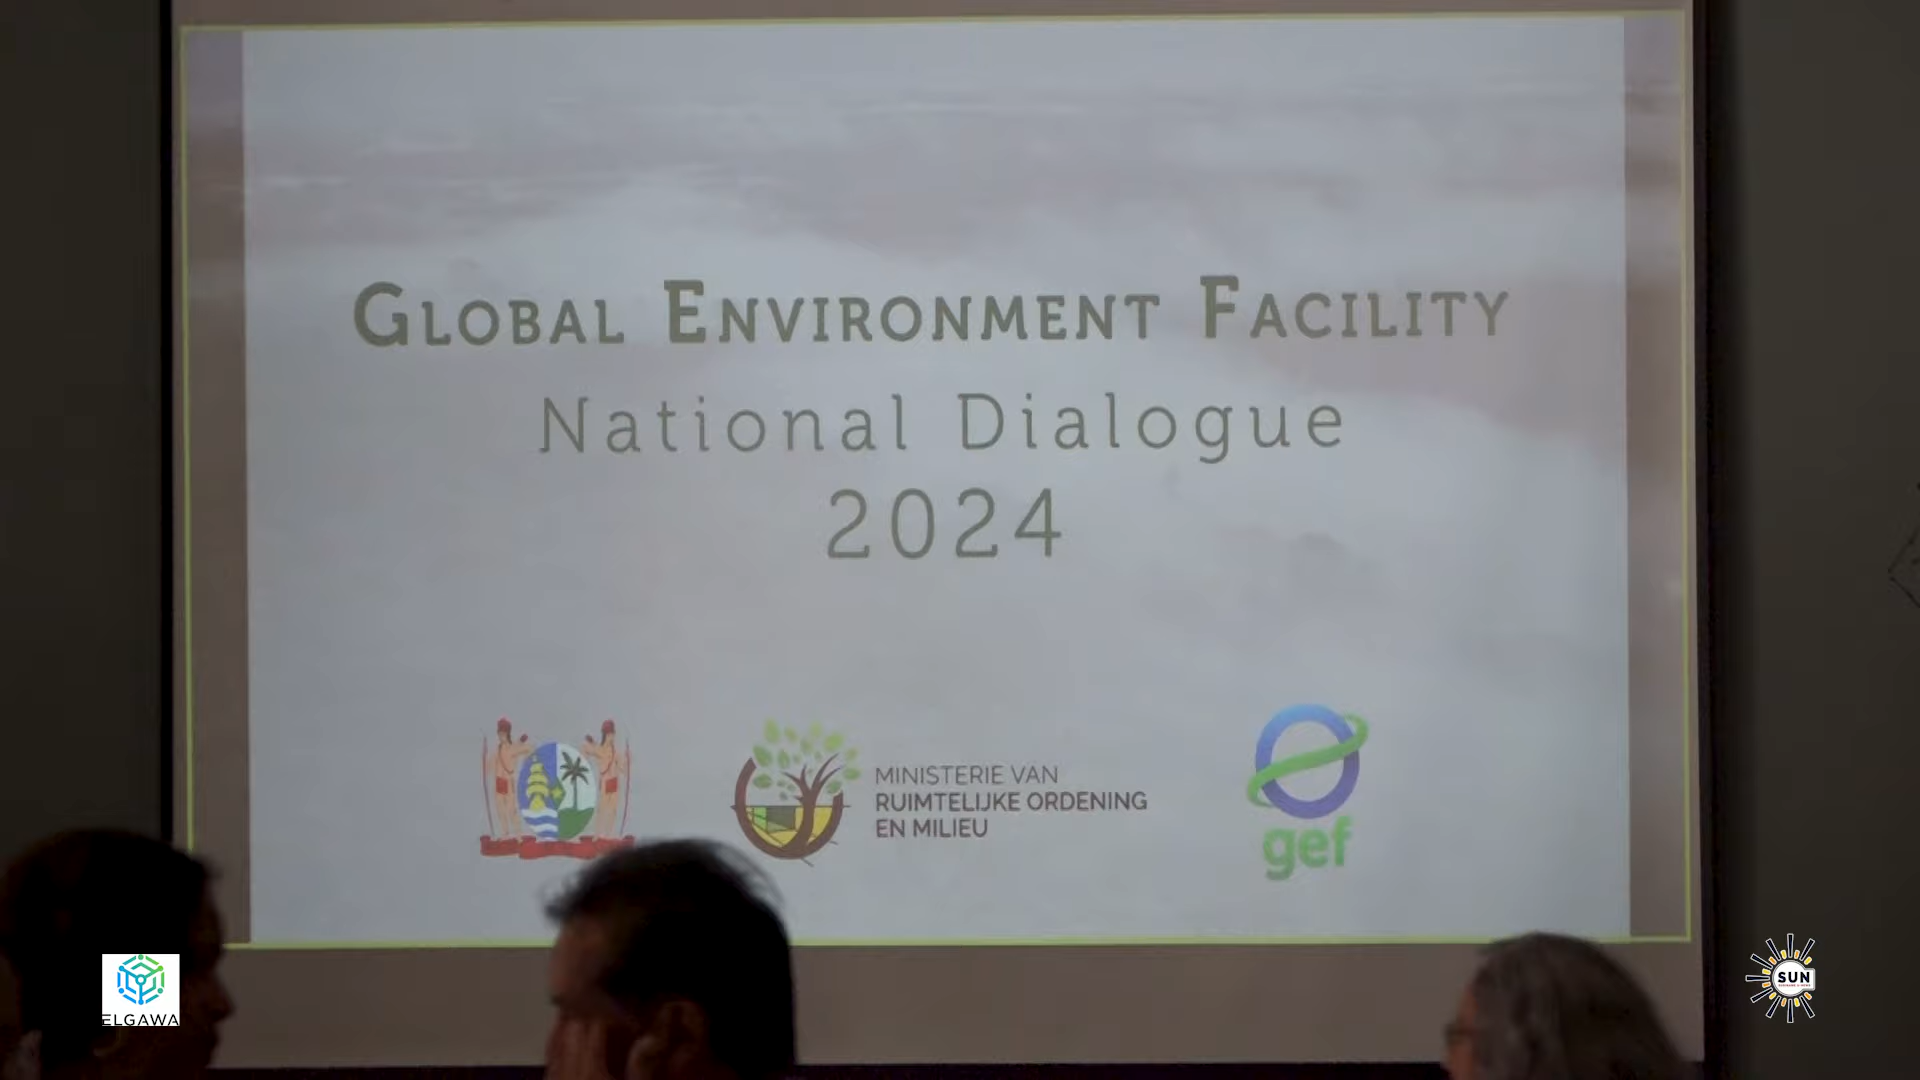 GLOBAL ENVIRONMENT FACILITY
National Dialogue
2024
MINISTERIE VAN
RUIMTELIJKE ORDENING
EN MILIEU
gef
ELGAWA
SUN